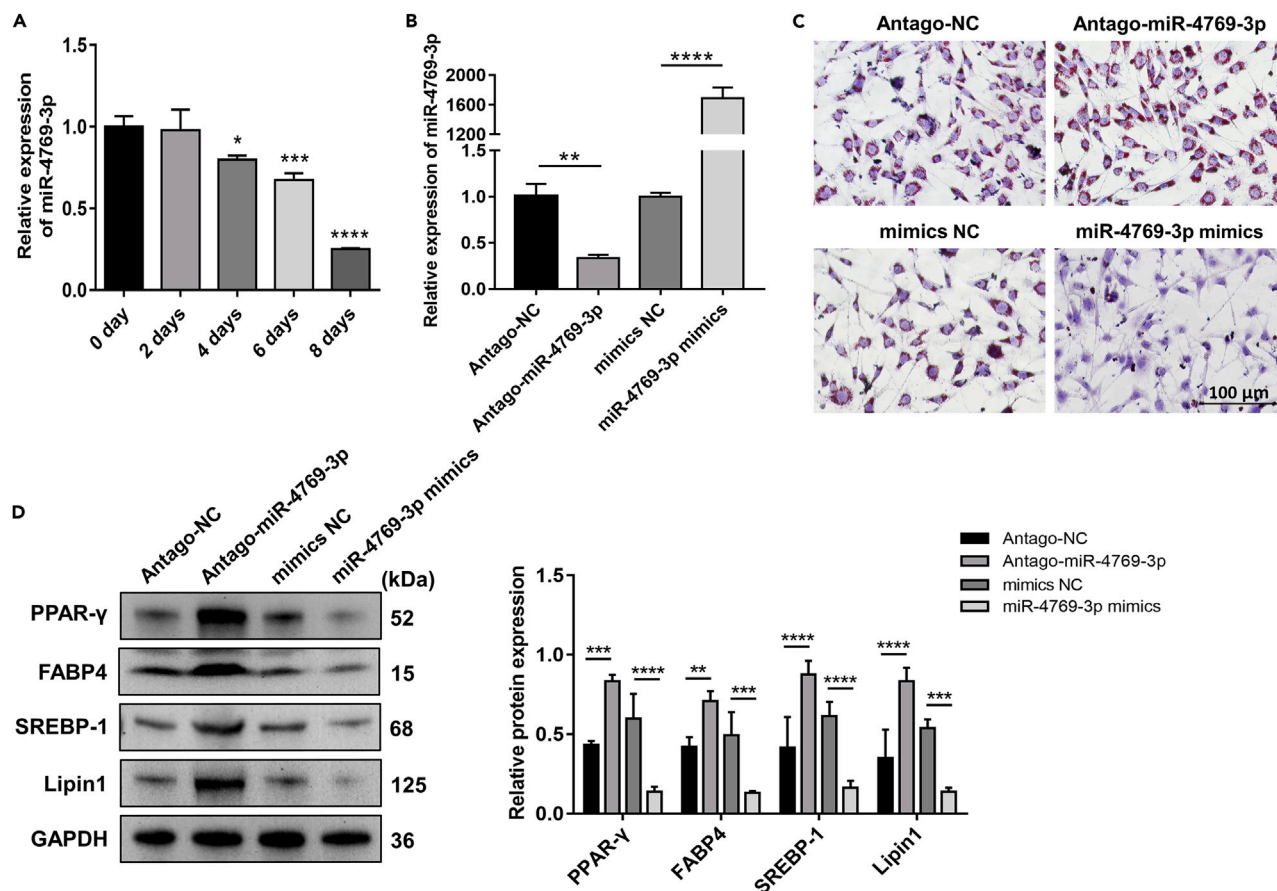 A
Relative expression
of miR-4769-3p
1.5
1.0
0.5
0.0
*
***
****
0 day
2 days
4 days
6 days
8 days
B
Relative expression of miR-4769-3p
2000
1600
1200
1.5
1.0
0.5
0.0
**
****
Antago-NC
Antago-miR-4769-3p
mimics NC
miR-4769-3p mimics
C
Antago-NC
Antago-miR-4769-3p
mimics NC
miR-4769-3p mimics
100 μm
D
Antago-NC
Antago-miR-4769-3p
mimics NC
miR-4769-3p mimics
(kDa)
PPAR-γ 52
FABP4 15
SREBP-1 68
Lipin1 125
GAPDH 36
Relative protein expression
1.5
1.0
0.5
0.0
*** ****
** ***
**** ****
**** ***
PPAR-γ
FABP4
SREBP-1
Lipin1
Antago-NC
Antago-miR-4769-3p
mimics NC
miR-4769-3p mimics